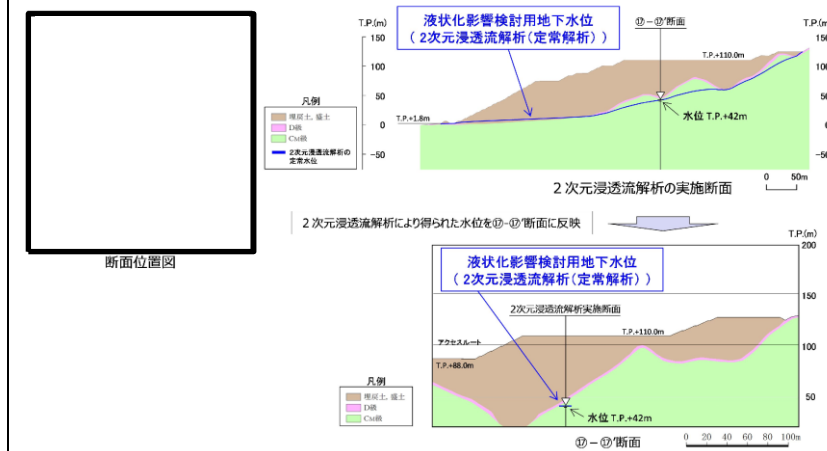 断面位置図
T.P.(m)
150
100
50
0
-50
液状化影響検討用地下水位
( 2次元浸透流解析(定常解析) )
⑰-⑰'断面
T.P.+110.0m
T.P.(m)
150
100
50
0
-50
凡例
埋戻土, 盛土
D級
CM級
2次元浸透流解析の
定常水位
T.P.+1.8m
水位 T.P.+42m
0 50m
2次元浸透流解析の実施断面
2次元浸透流解析により得られた水位を⑰-⑰'断面に反映
T.P.(m)
200
150
100
50
液状化影響検討用地下水位
( 2次元浸透流解析(定常解析) )
2次元浸透流解析実施断面
アクセスルート
T.P.+110.0m
T.P.+88.0m
凡例
埋戻土, 盛土
D級
CM級
水位 T.P.+42m
⑰-⑰'断面
0 20 40 60 80 100m